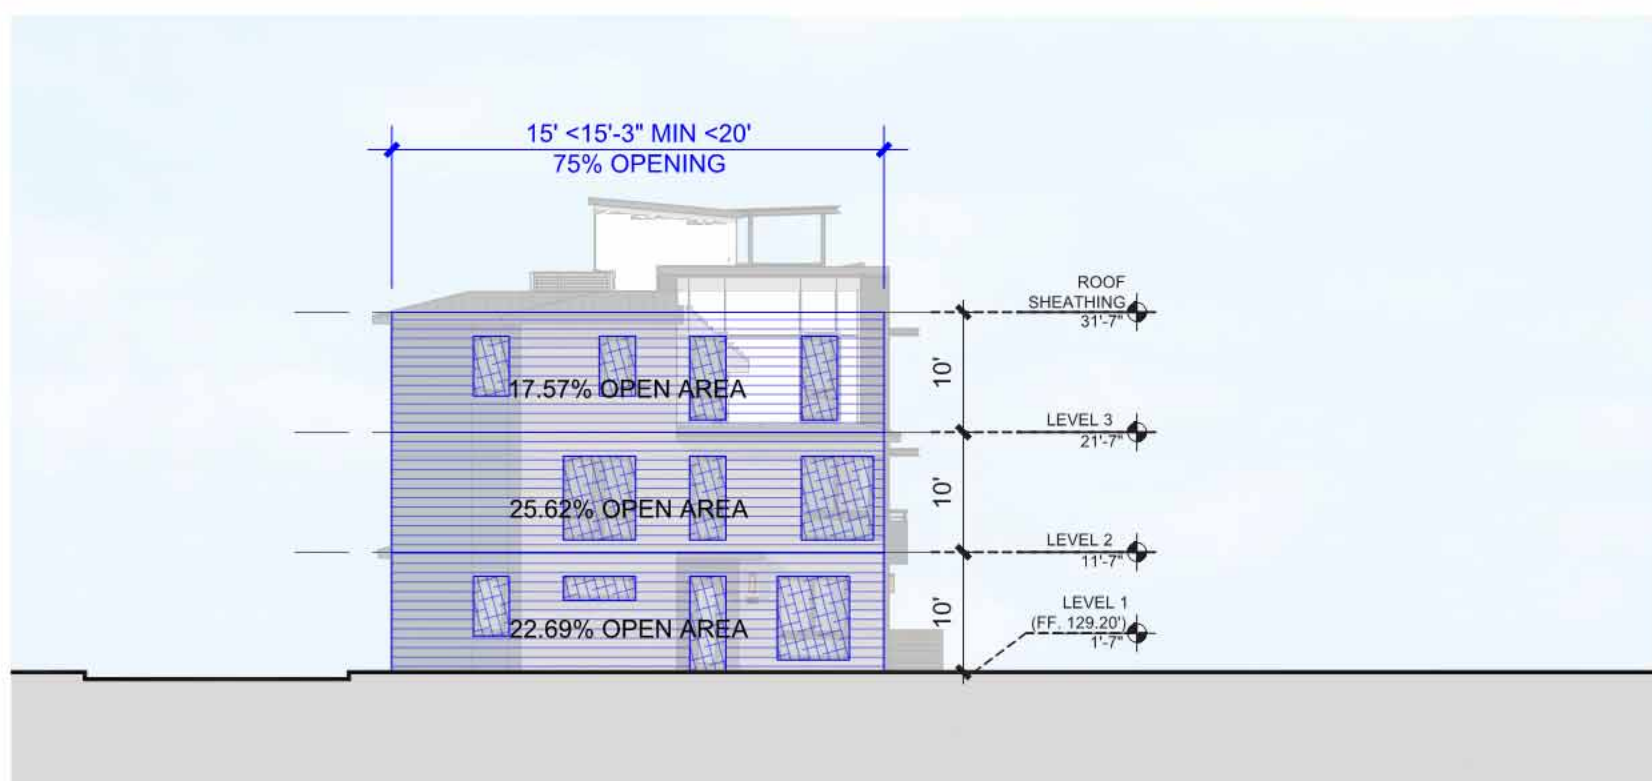 15' <15'-3" MIN <20'
75% OPENING
ROOF
SHEATHING
31'-7"
10'
17.57% OPEN AREA
LEVEL 3
21'-7"
10'
25.62% OPEN AREA
LEVEL 2
11'-7"
10'
LEVEL 1
(FF. 129.20')
1'-7"
22.69% OPEN AREA